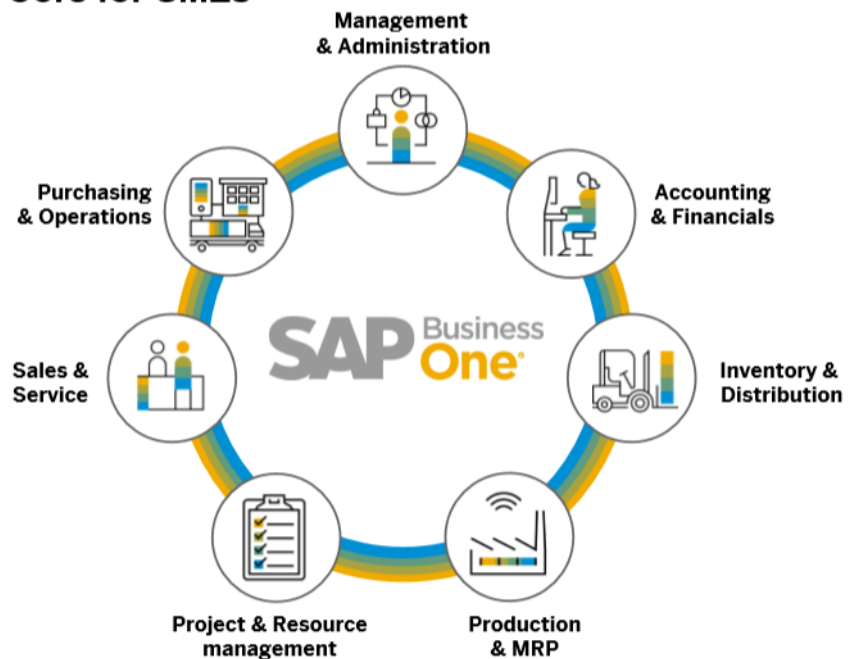 Management
& Administration
Purchasing
& Operations
Accounting
& Financials
SAP Business
One
Sales &
Service
Inventory &
Distribution
Project & Resource
management
Production
& MRP